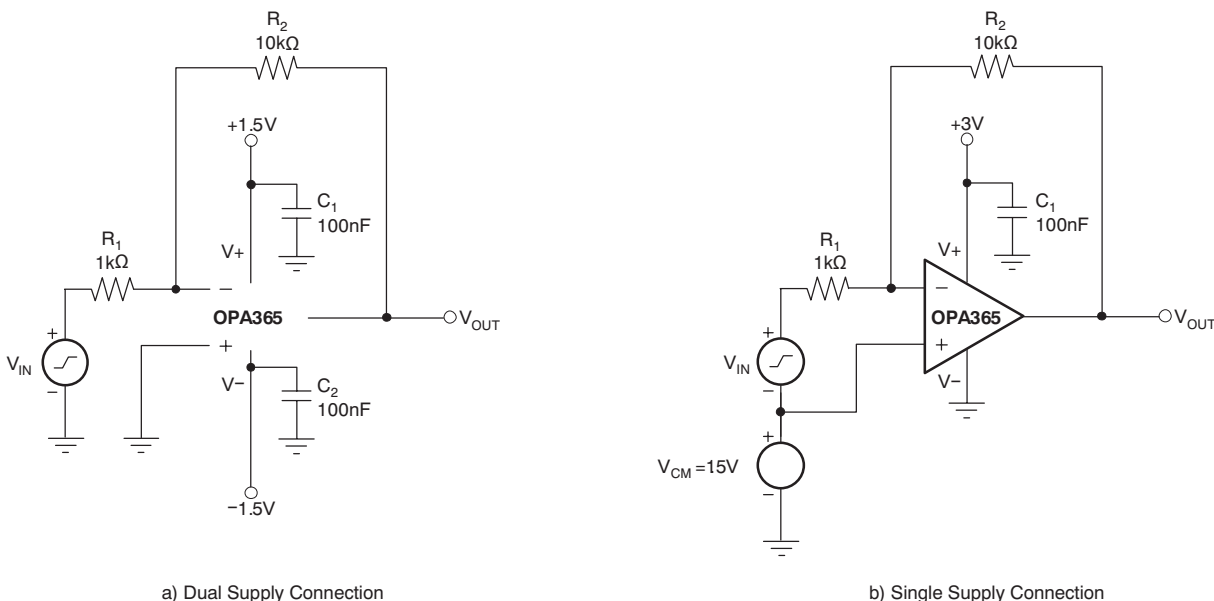 R2
10kΩ
+1.5V
C1
100nF
V+
R1
1kΩ
−
OPA365
+
VOUT
+
VIN
−
V−
C2
100nF
−1.5V
a) Dual Supply Connection
R2
10kΩ
+3V
C1
100nF
V+
R1
1kΩ
−
OPA365
+
VOUT
+
VIN
−
V−
+
VCM =15V
−
b) Single Supply Connection